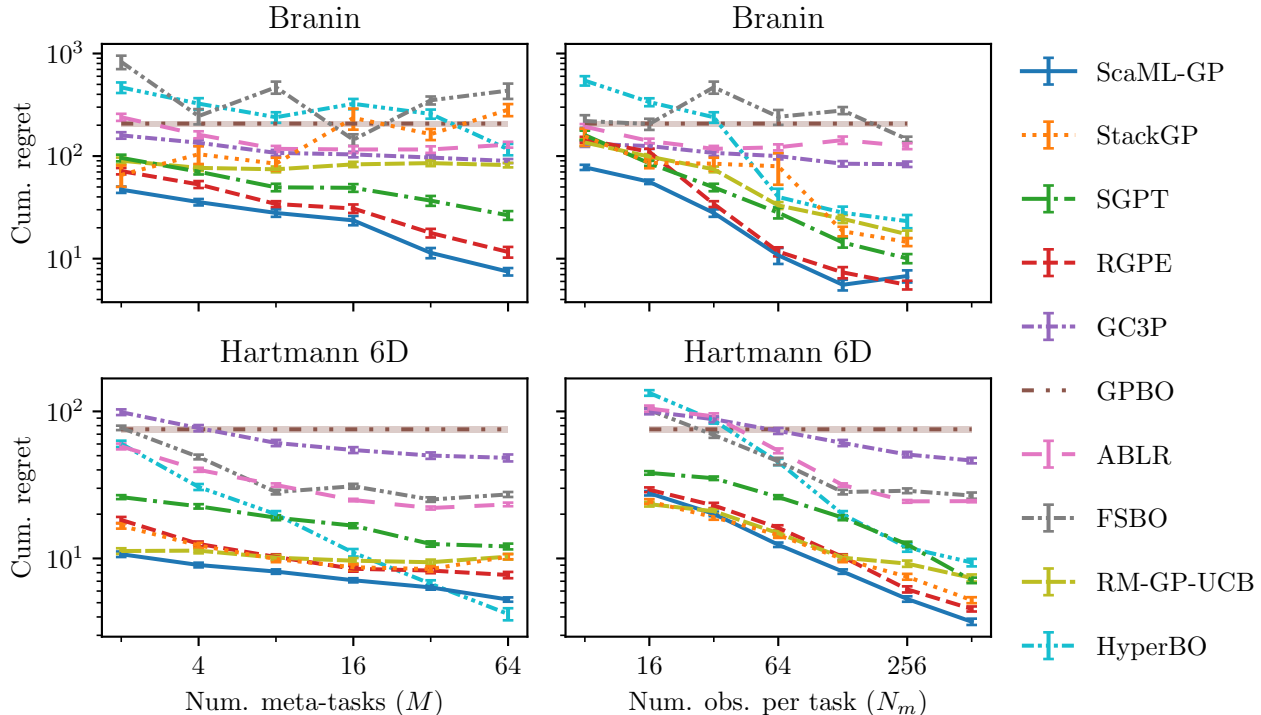 Branin
Branin
Cum. regret
10³
10²
10¹
ScaML-GP
StackGP
SGPT
RGPE
GC3P
GPBO
ABLR
FSBO
RM-GP-UCB
HyperBO
Hartmann 6D
Hartmann 6D
Cum. regret
10²
10¹
4
16
64
16
64
256
Num. meta-tasks (M)
Num. obs. per task (Nₘ)